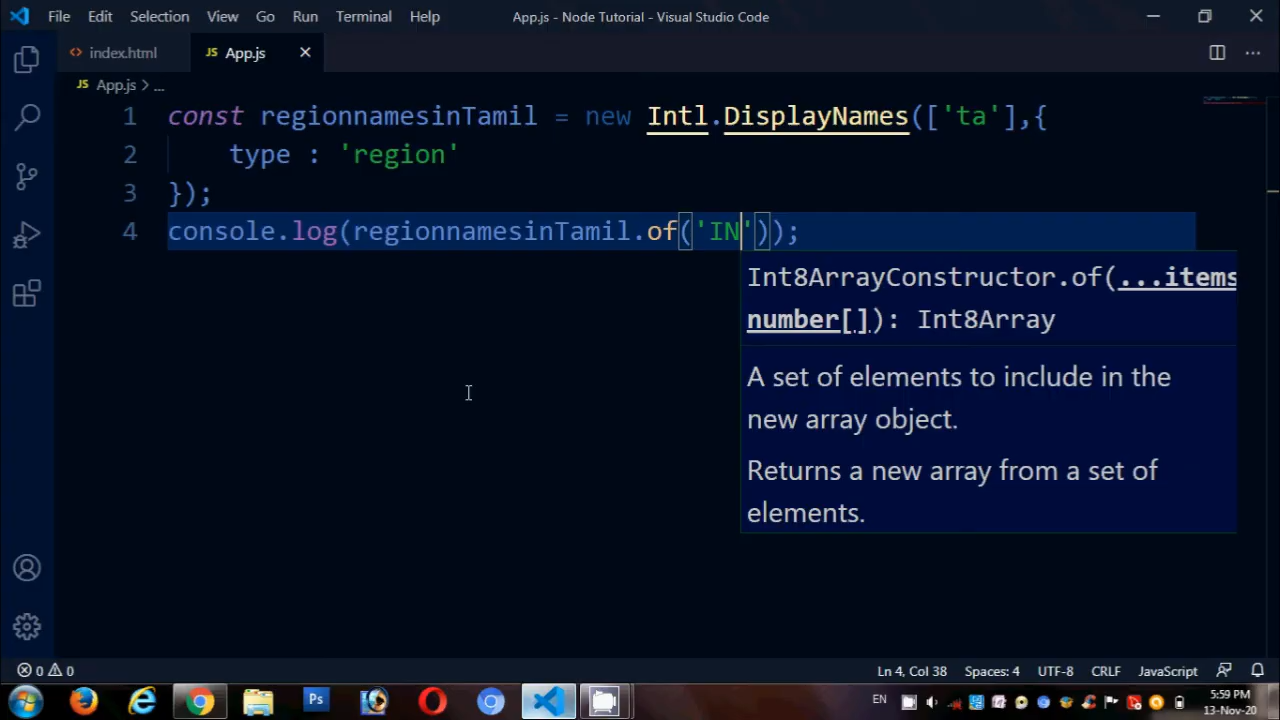 File Edit Selection View Go Run Terminal Help App.js - Node Tutorial - Visual Studio Code
<> index.html JS App.js
JS App.js > ...
1 const regionnamesinTamil = new Intl.DisplayNames(['ta'],{
2 type : 'region'
3 });
4 console.log(regionnamesinTamil.of('IN'));
Int8ArrayConstructor.of(...items
number[]): Int8Array
A set of elements to include in the
new array object.
Returns a new array from a set of
elements.
0 0 Ln 4, Col 38 Spaces: 4 UTF-8 CRLF JavaScript
Ps EN 5:59 PM
13-Nov-20